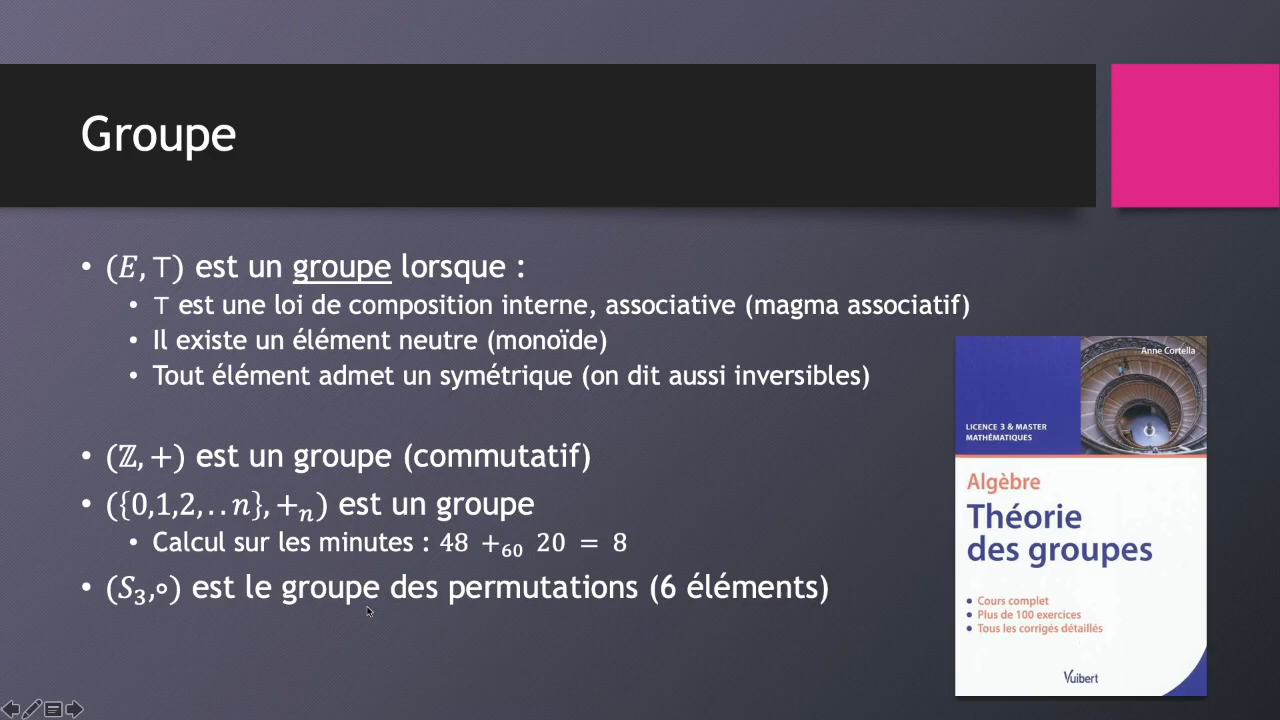 Groupe
• (E, ⊤) est un groupe lorsque :
• ⊤ est une loi de composition interne, associative (magma associatif)
• Il existe un élément neutre (monoïde)
• Tout élément admet un symétrique (on dit aussi inversibles)
• (ℤ, +) est un groupe (commutatif)
• ({0,1,2, . . n}, +ₙ) est un groupe
• Calcul sur les minutes : 48 +₆₀ 20 = 8
• (S₃,∘) est le groupe des permutations (6 éléments)
Anne Cortella
LICENCE 3 & MASTER
MATHÉMATIQUES
Algèbre
Théorie
des groupes
• Cours complet
• Plus de 100 exercices
• Tous les corrigés détaillés
Vuibert